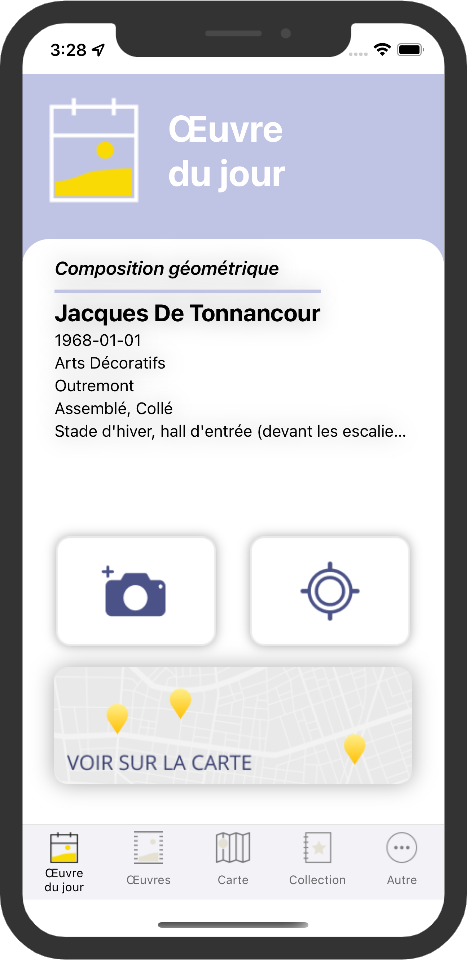 3:28
Œuvre
du jour
Composition géométrique
Jacques De Tonnancour
1968-01-01
Arts Décoratifs
Outremont
Assemblé, Collé
Stade d'hiver, hall d'entrée (devant les escalie...
VOIR SUR LA CARTE
Œuvre
du jour
Œuvres
Carte
Collection
Autre